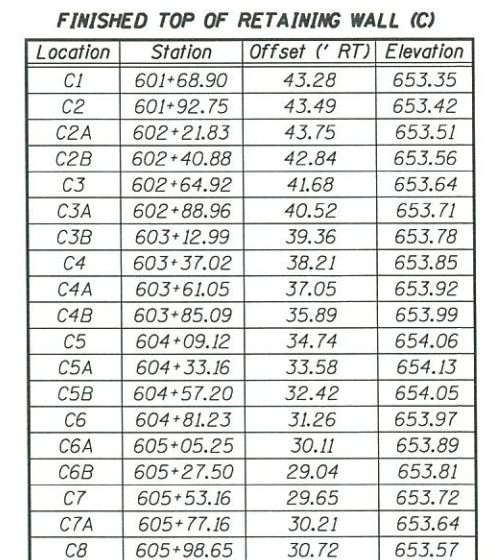 FINISHED TOP OF RETAINING WALL (C)
Location Station Offset (' RT) Elevation
C1 601+68.90 43.28 653.35
C2 601+92.75 43.49 653.42
C2A 602+21.83 43.75 653.51
C2B 602+40.88 42.84 653.56
C3 602+64.92 41.68 653.64
C3A 602+88.96 40.52 653.71
C3B 603+12.99 39.36 653.78
C4 603+37.02 38.21 653.85
C4A 603+61.05 37.05 653.92
C4B 603+85.09 35.89 653.99
C5 604+09.12 34.74 654.06
C5A 604+33.16 33.58 654.13
C5B 604+57.20 32.42 654.05
C6 604+81.23 31.26 653.97
C6A 605+05.25 30.11 653.89
C6B 605+27.50 29.04 653.81
C7 605+53.16 29.65 653.72
C7A 605+77.16 30.21 653.64
C8 605+98.65 30.72 653.57